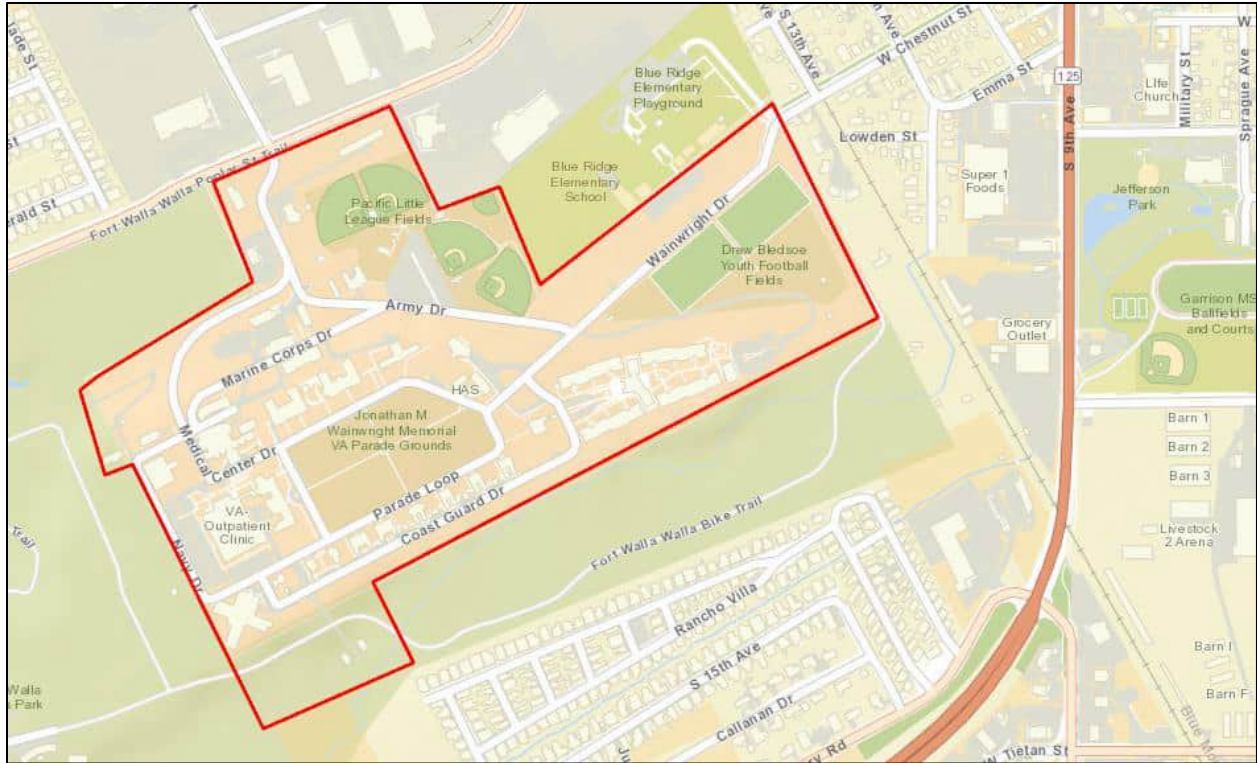 S 13th Ave
W Chestnut St
Emma St
125
S 9th Ave
Life
Church
Military St
Sprague Ave
W
Blue Ridge
Elementary
Playground
Lowden St
Super 1
Foods
Jefferson
Park
Blue Ridge
Elementary
School
Fort Walla Walla Poplar St Trail
Pacific Little
League Fields
Wainwright Dr
Drew Bledsoe
Youth Football
Fields
Garrison MS
Ballfields
and Courts
Grocery
Outlet
Army Dr
Marine Corps Dr
HAS
Jonathan M
Wainwright Memorial
VA Parade Grounds
Medical
Center Dr
Parade Loop
Coast Guard Dr
VA-
Outpatient
Clinic
Navy Dr
Trail
Fort Walla Walla Bike Trail
Barn 1
Barn 2
Barn 3
Livestock
2 Arena
Rancho Villa
S 15th Ave
Callanan Dr
Barn I
Barn F
Walla
Park
W Tietan St